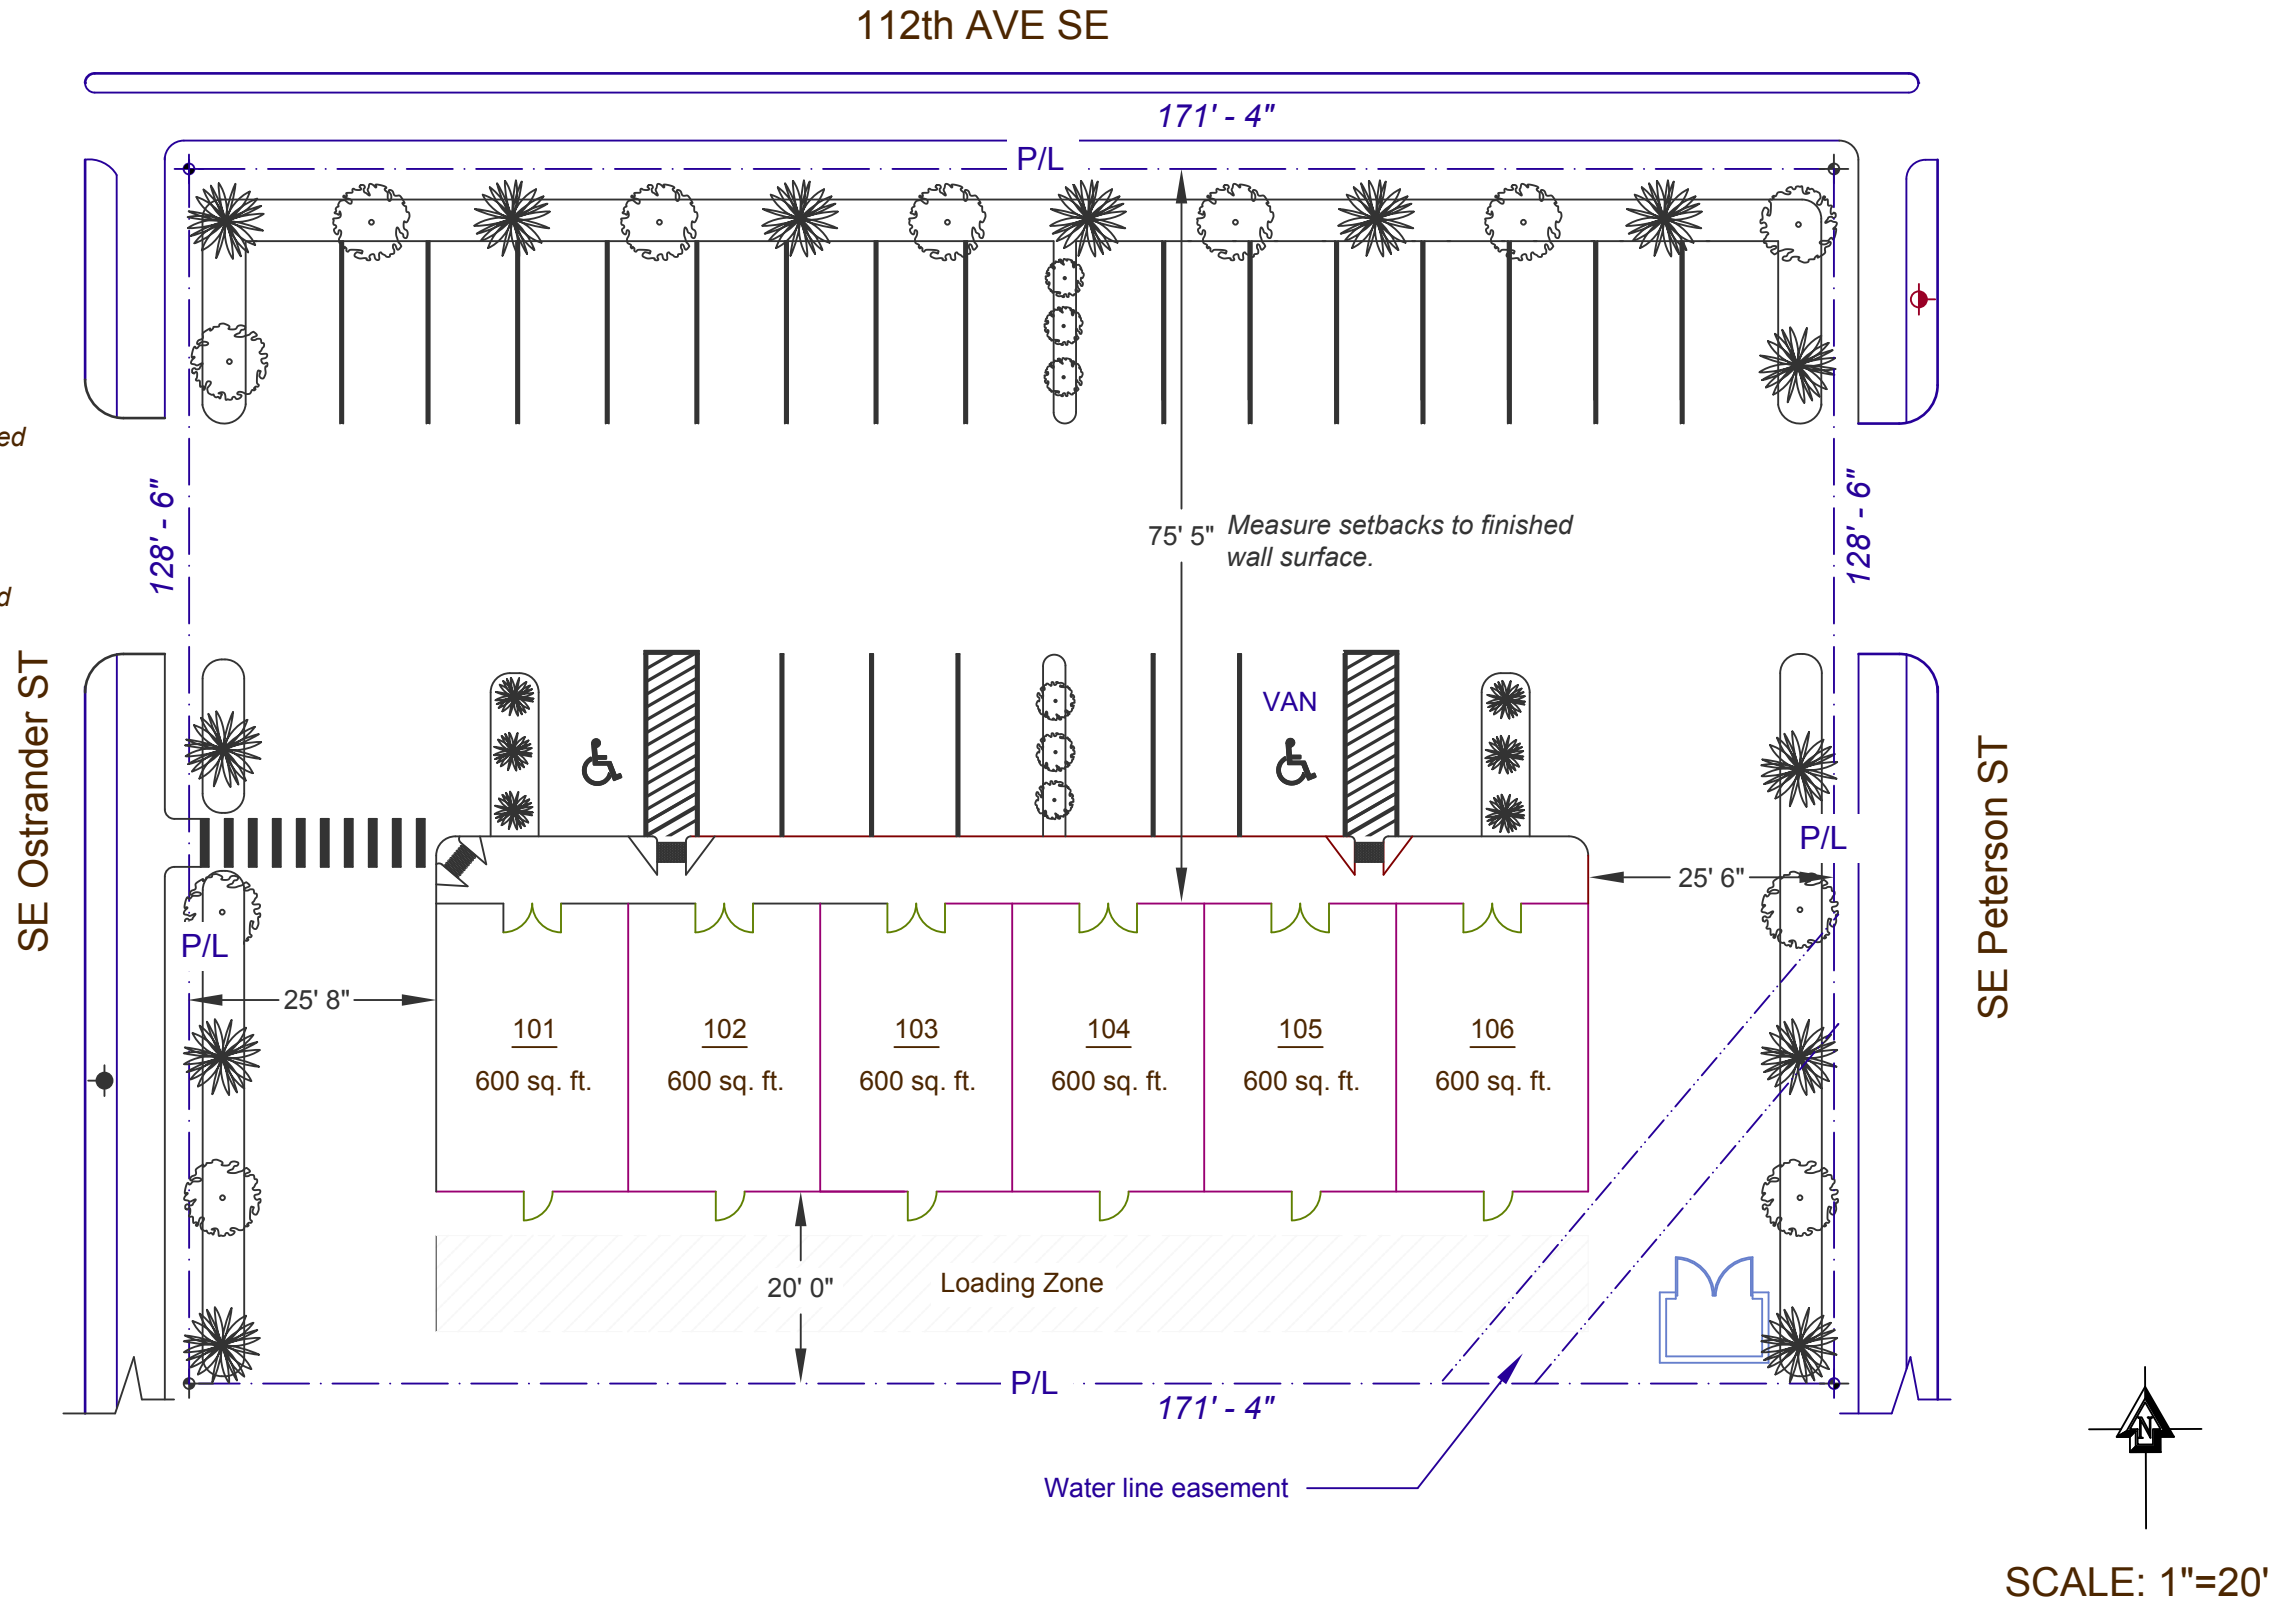 112th AVE SE
171' - 4"
P/L
ed
128' - 6"
128' - 6"
75' 5"
Measure setbacks to finished
wall surface.
d
SE Ostrander ST
VAN
SE Peterson ST
P/L
25' 6"
P/L
25' 8"
101
600 sq. ft.
102
600 sq. ft.
103
600 sq. ft.
104
600 sq. ft.
105
600 sq. ft.
106
600 sq. ft.
20' 0"
Loading Zone
P/L
171' - 4"
Water line easement
N
SCALE: 1"=20'